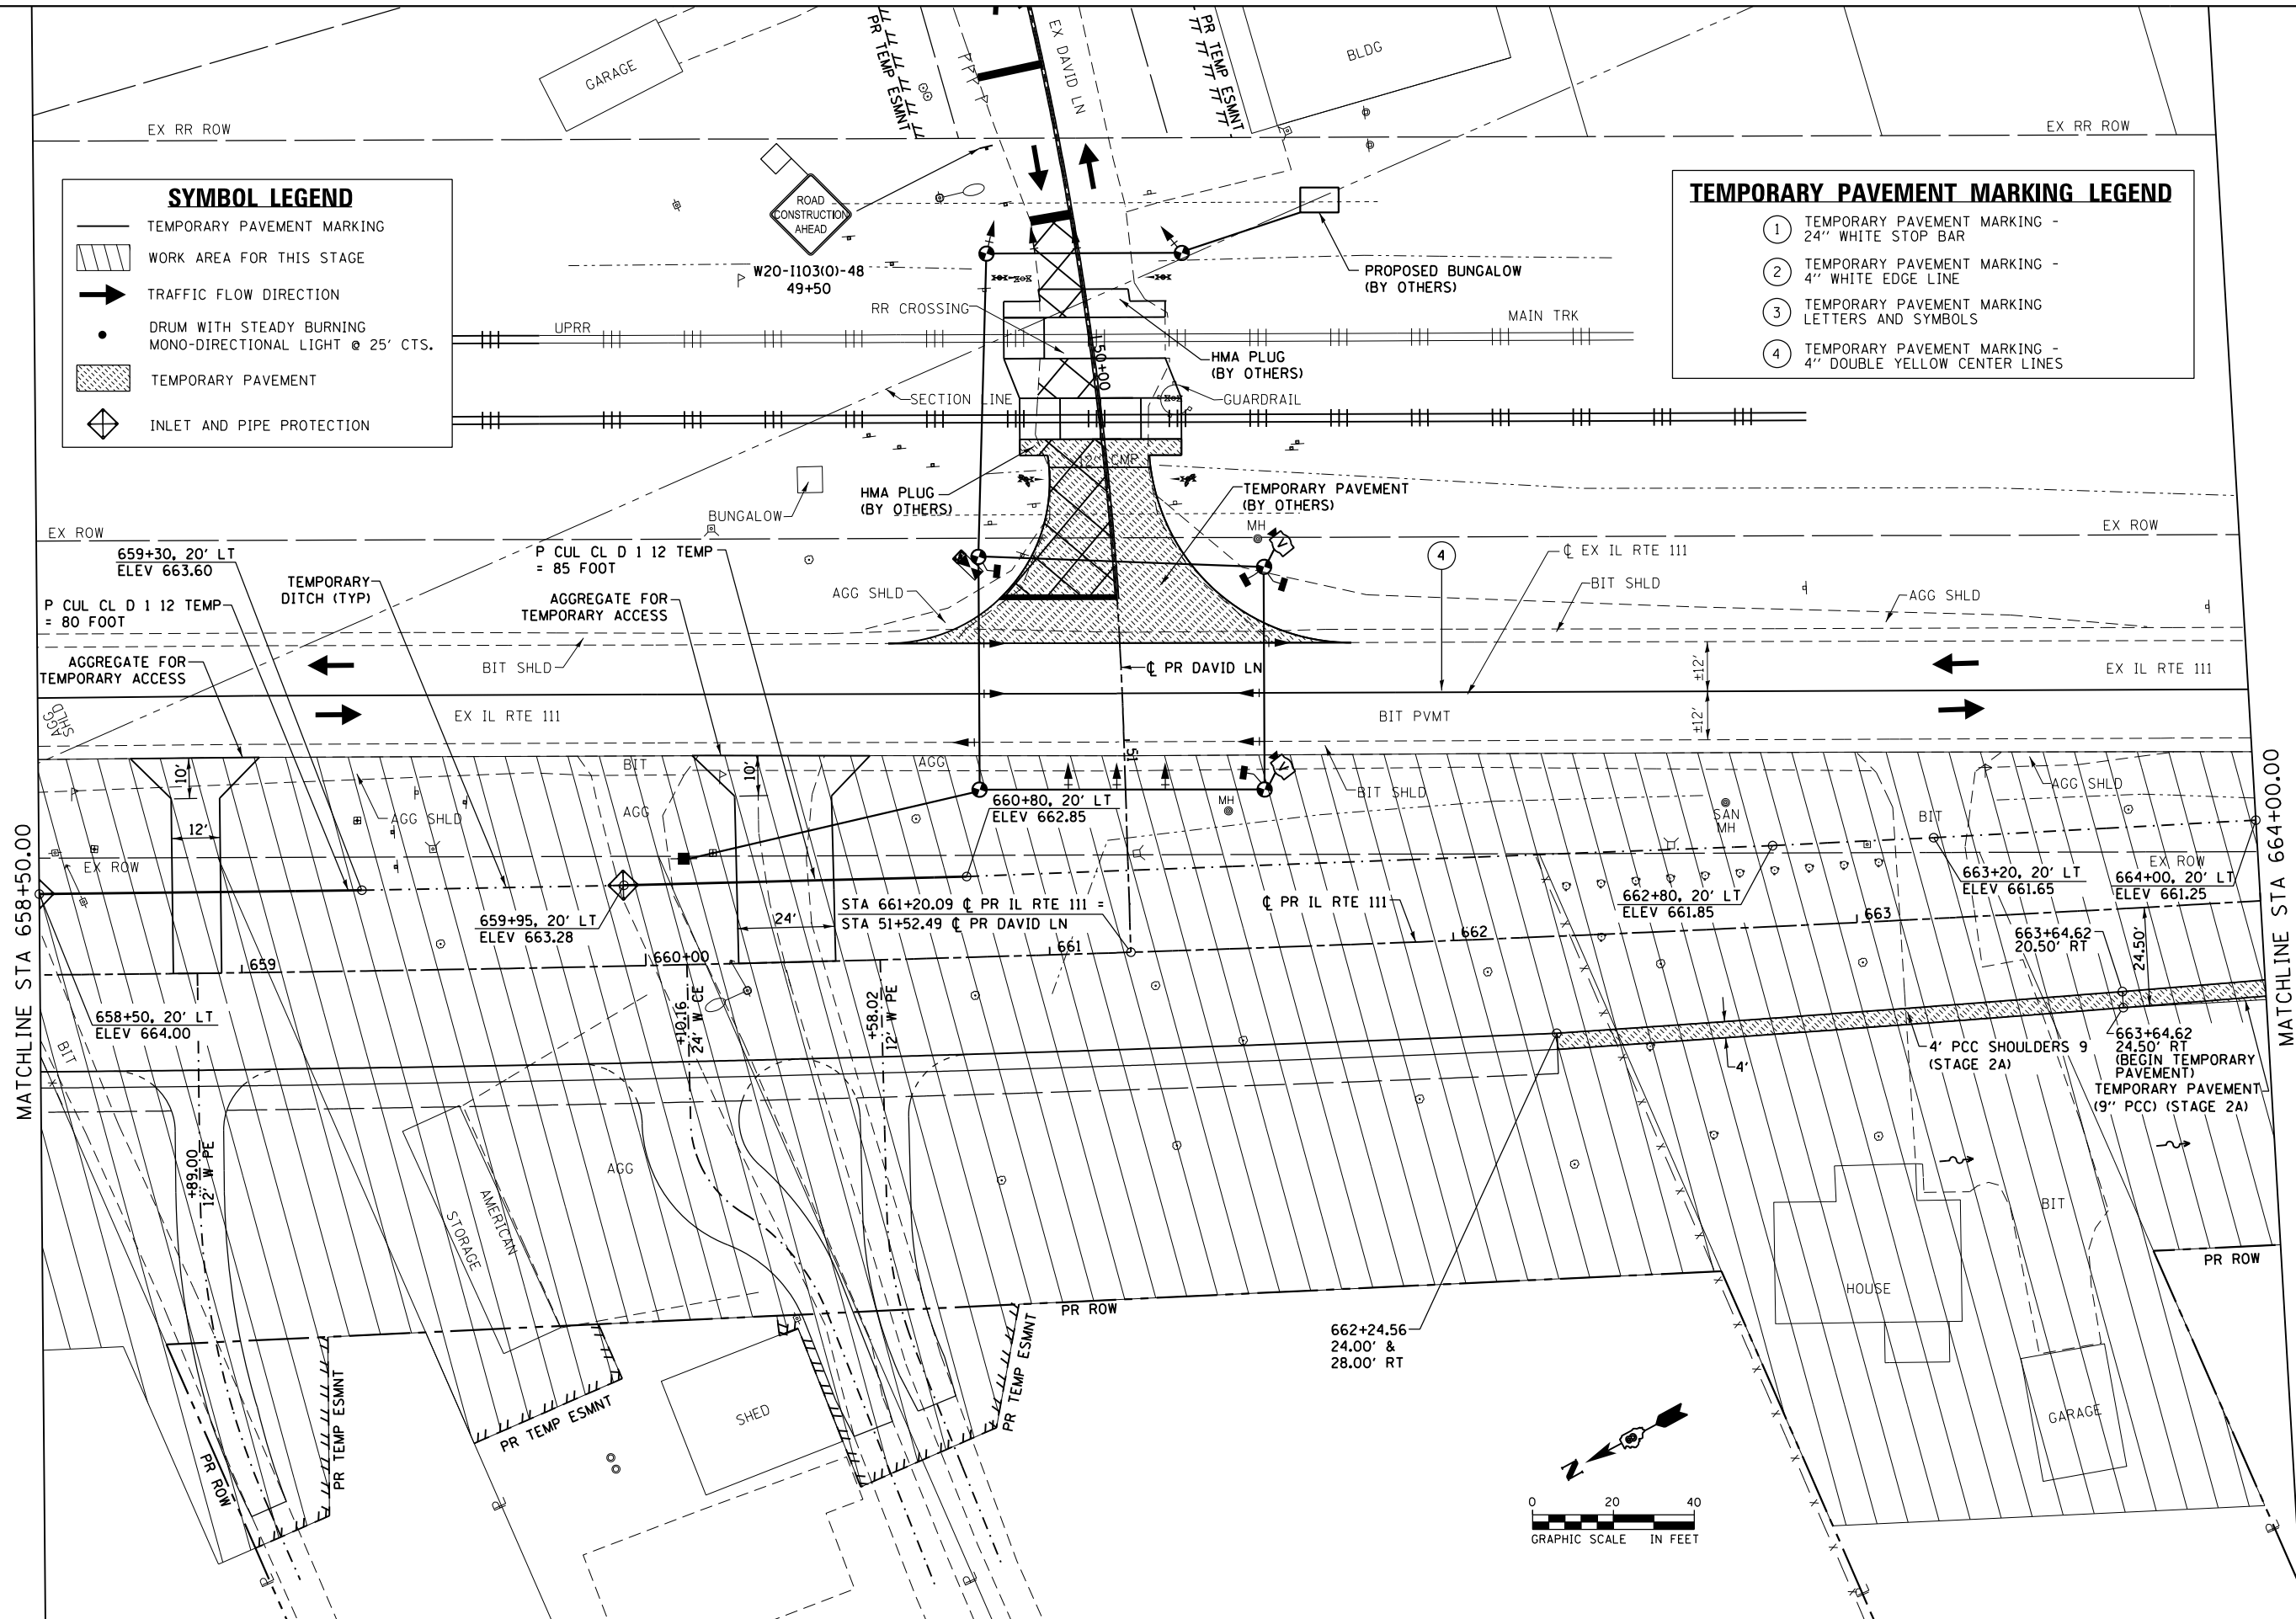 PR TEMP ESMNT
EX DAVID LN
PR TEMP ESMNT
GARAGE
BLDG
EX RR ROW
EX RR ROW
SYMBOL LEGEND
TEMPORARY PAVEMENT MARKING
WORK AREA FOR THIS STAGE
TRAFFIC FLOW DIRECTION
DRUM WITH STEADY BURNING
MONO-DIRECTIONAL LIGHT @ 25' CTS.
TEMPORARY PAVEMENT
INLET AND PIPE PROTECTION
ROAD
CONSTRUCTION
AHEAD
W20-I103(O)-48
49+50
TEMPORARY PAVEMENT MARKING LEGEND
1 TEMPORARY PAVEMENT MARKING -
24" WHITE STOP BAR
2 TEMPORARY PAVEMENT MARKING -
4" WHITE EDGE LINE
3 TEMPORARY PAVEMENT MARKING
LETTERS AND SYMBOLS
4 TEMPORARY PAVEMENT MARKING -
4" DOUBLE YELLOW CENTER LINES
PROPOSED BUNGALOW
(BY OTHERS)
RR CROSSING
UPRR
MAIN TRK
50+00
HMA PLUG
(BY OTHERS)
SECTION LINE
GUARDRAIL
CMP
HMA PLUG
(BY OTHERS)
TEMPORARY PAVEMENT
(BY OTHERS)
BUNGALOW
MH
EX ROW
EX ROW
659+30, 20' LT
ELEV 663.60
P CUL CL D 1 12 TEMP
= 85 FOOT
4
℄ EX IL RTE 111
BIT SHLD
TEMPORARY
DITCH (TYP)
P CUL CL D 1 12 TEMP
= 80 FOOT
AGGREGATE FOR
TEMPORARY ACCESS
AGG SHLD
AGG SHLD
AGGREGATE FOR
TEMPORARY ACCESS
BIT SHLD
℄ PR DAVID LN
±12'
EX IL RTE 111
AGG
SHLD
EX IL RTE 111
BIT PVMT
±12'
51
BIT
AGG
10'
10'
AGG SHLD
BIT SHLD
AGG
AGG SHLD
12'
660+80, 20' LT
ELEV 662.85
MH
SAN
MH
BIT
EX ROW
EX ROW
MATCHLINE STA 658+50.00
MATCHLINE STA 664+00.00
663+20, 20' LT
ELEV 661.65
664+00, 20' LT
ELEV 661.25
662+80, 20' LT
ELEV 661.85
659+95, 20' LT
ELEV 663.28
24'
STA 661+20.09 ℄ PR IL RTE 111 =
STA 51+52.49 ℄ PR DAVID LN
℄ PR IL RTE 111
659
660+00
661
662
663
663+64.62
20.50' RT
24.50'
658+50, 20' LT
ELEV 664.00
+10.16
24' W CE
+58.02
12' W PE
BIT
4'
4' PCC SHOULDERS 9
(STAGE 2A)
663+64.62
24.50' RT
(BEGIN TEMPORARY
PAVEMENT)
TEMPORARY PAVEMENT
(9" PCC) (STAGE 2A)
+89.00
12' W PE
AGG
AMERICAN
STORAGE
BIT
HOUSE
PR ROW
PR ROW
662+24.56
24.00' &
28.00' RT
PR ROW
PR TEMP ESMNT
PR TEMP ESMNT
SHED
PR TEMP ESMNT
GARAGE
N
0 20 40
GRAPHIC SCALE IN FEET